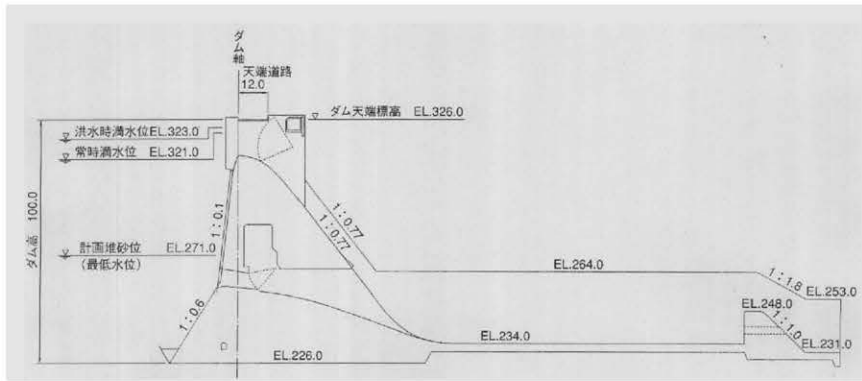 ダム軸
天端道路
12.0
ダム天端標高 EL.326.0
洪水時満水位EL.323.0
常時満水位 EL.321.0
ダム高 100.0
1:0.1
1:0.77
1:0.77
計画堆砂位 EL.271.0
(最低水位)
EL.264.0
1:1.8
EL.253.0
1:0.6
EL.248.0
1:1.0
EL.234.0
EL.231.0
EL.226.0